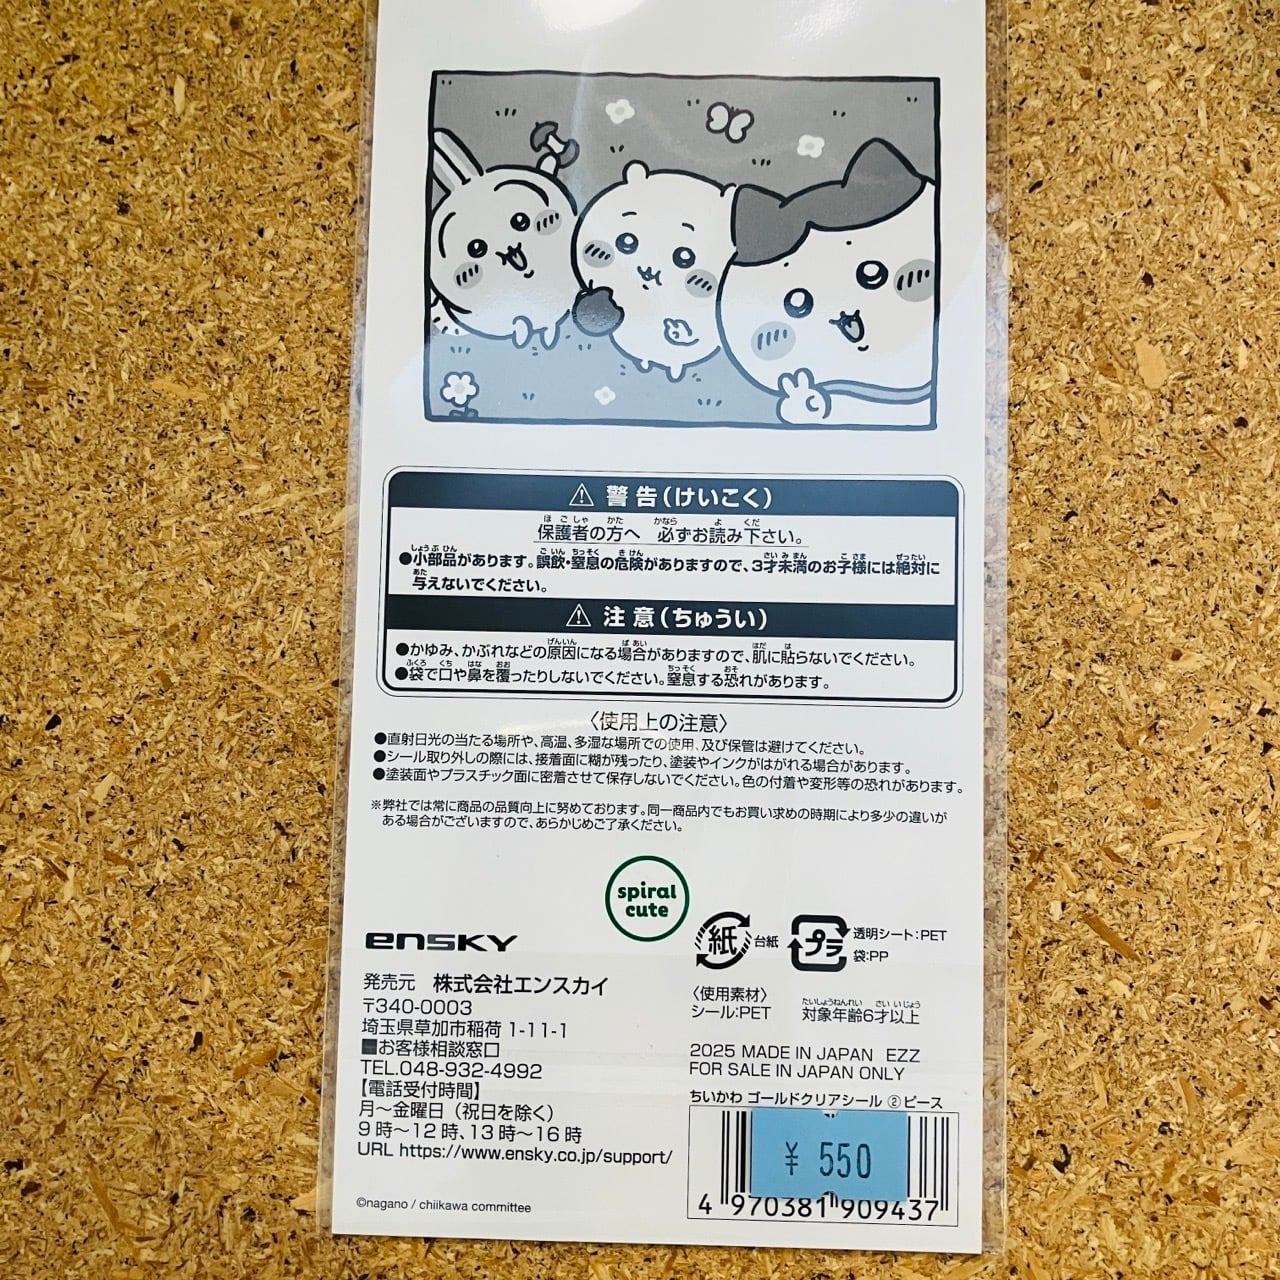 ⚠ 警告(けいこく)
保護者の方へ 必ずお読み下さい。
●小部品があります。誤飲・窒息の危険がありますので、3才未満のお子様には絶対に
与えないでください。
⚠ 注意(ちゅうい)
●かゆみ、かぶれなどの原因になる場合がありますので、肌に貼らないでください。
●袋で口や鼻を覆ったりしないでください。窒息する恐れがあります。
〈使用上の注意〉
●直射日光の当たる場所や、高温、多湿な場所での使用、及び保管は避けてください。
●シール取り外しの際には、接着面に糊が残ったり、塗装やインクがはがれる場合があります。
●塗装面やプラスチック面に密着させて保存しないでください。色の付着や変形等の恐れがあります。
※弊社では常に商品の品質向上に努めております。同一商品内でもお買い求めの時期により多少の違いが
ある場合がございますので、あらかじめご了承ください。
spiral
cute
紙 台紙
プラ 透明シート:PET
袋:PP
ensky
発売元 株式会社エンスカイ
〒340-0003
埼玉県草加市稲荷 1-11-1
■お客様相談窓口
TEL.048-932-4992
【電話受付時間】
月～金曜日(祝日を除く)
9時～12時、13時～16時
URL https://www.ensky.co.jp/support/
©nagano / chiikawa committee
〈使用素材〉
シール:PET
対象年齢6才以上
2025 MADE IN JAPAN EZZ
FOR SALE IN JAPAN ONLY
ちいかわ ゴールドクリアシール ②ピース
¥ 550
4 970381 909437